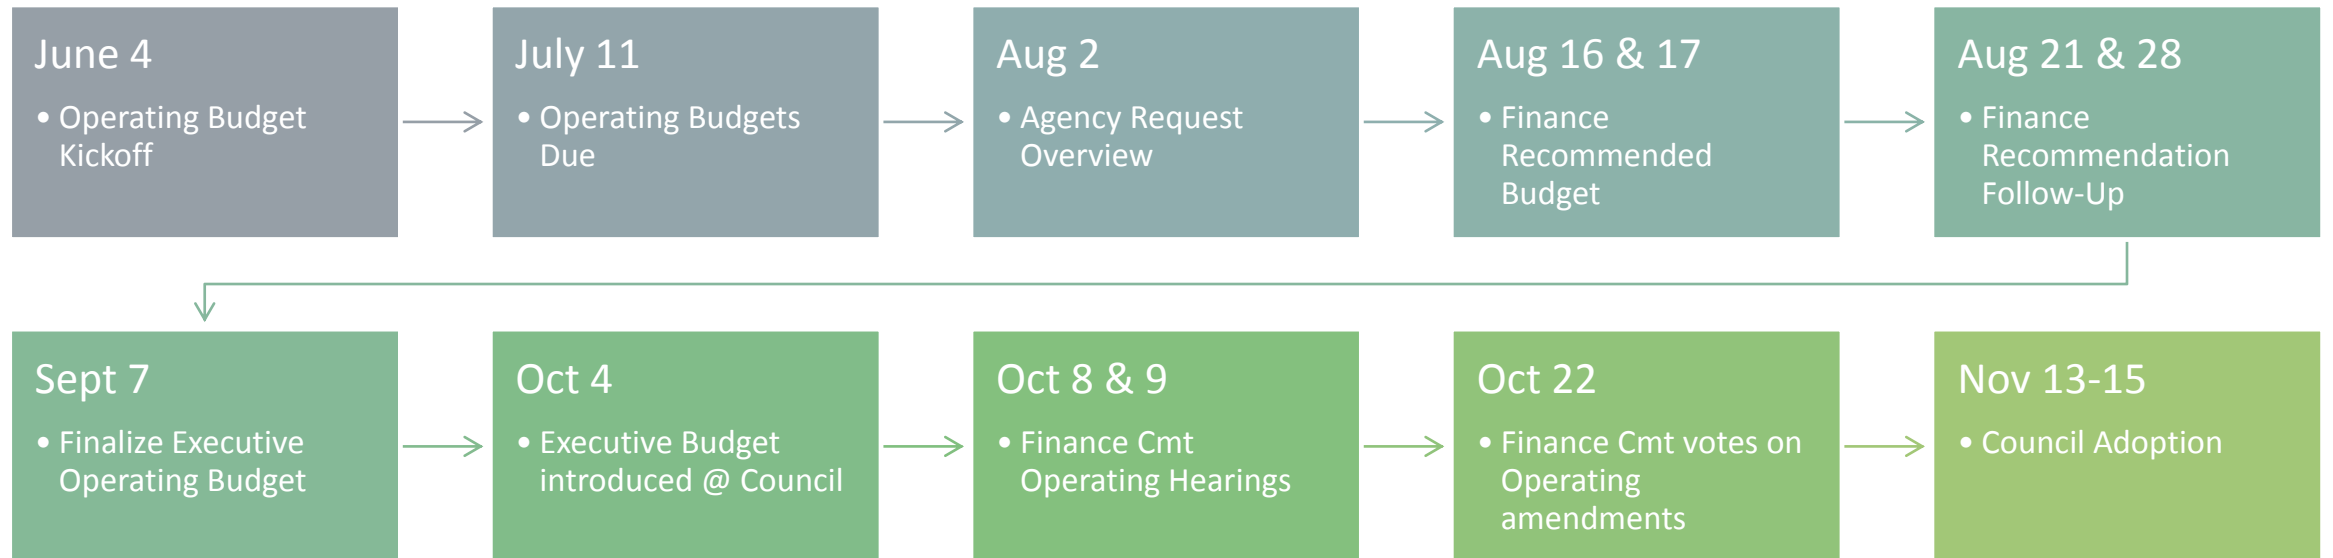 June 4
• Operating Budget
Kickoff
July 11
• Operating Budgets
Due
Aug 2
• Agency Request
Overview
Aug 16 & 17
• Finance
Recommended
Budget
Aug 21 & 28
• Finance
Recommendation
Follow-Up
Sept 7
• Finalize Executive
Operating Budget
Oct 4
• Executive Budget
introduced @ Council
Oct 8 & 9
• Finance Cmt
Operating Hearings
Oct 22
• Finance Cmt votes on
Operating
amendments
Nov 13-15
• Council Adoption